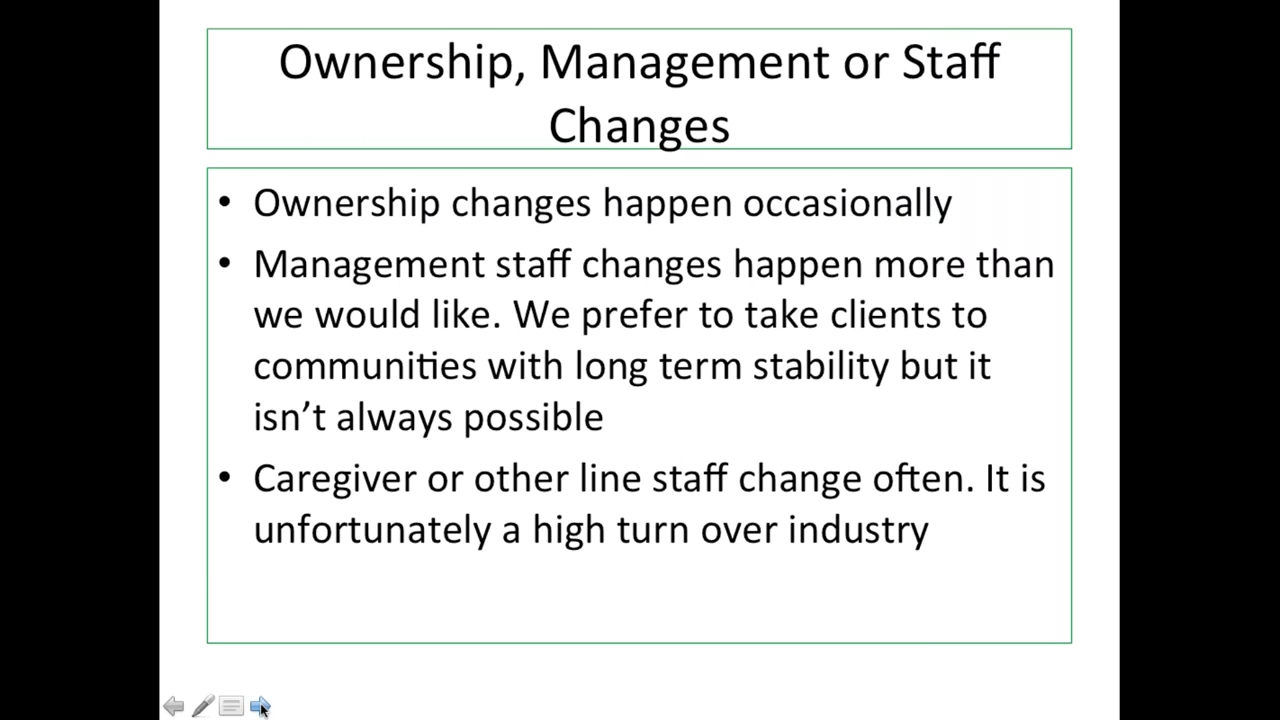 Ownership, Management or Staff
Changes
• Ownership changes happen occasionally
• Management staff changes happen more than
we would like. We prefer to take clients to
communities with long term stability but it
isn’t always possible
• Caregiver or other line staff change often. It is
unfortunately a high turn over industry